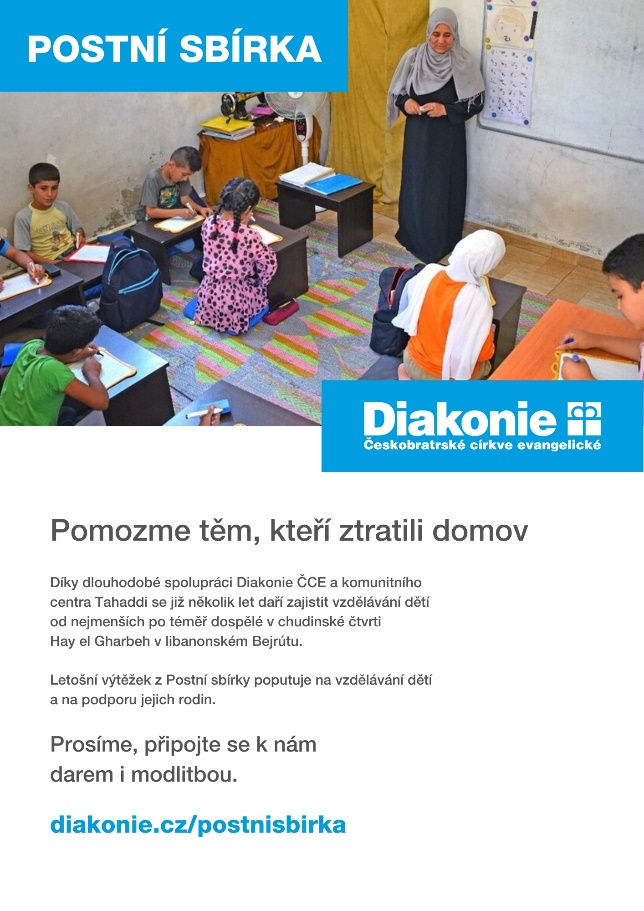 POSTNÍ SBÍRKA
Diakonie
Českobratrské církve evangelické
Pomozme těm, kteří ztratili domov
Díky dlouhodobé spolupráci Diakonie ČCE a komunitního
centra Tahaddi se již několik let daří zajistit vzdělávání dětí
od nejmenších po téměř dospělé v chudinské čtvrti
Hay el Gharbeh v libanonském Bejrútu.
Letošní výtěžek z Postní sbírky poputuje na vzdělávání dětí
a na podporu jejich rodin.
Prosíme, připojte se k nám
darem i modlitbou.
diakonie.cz/postnisbirka